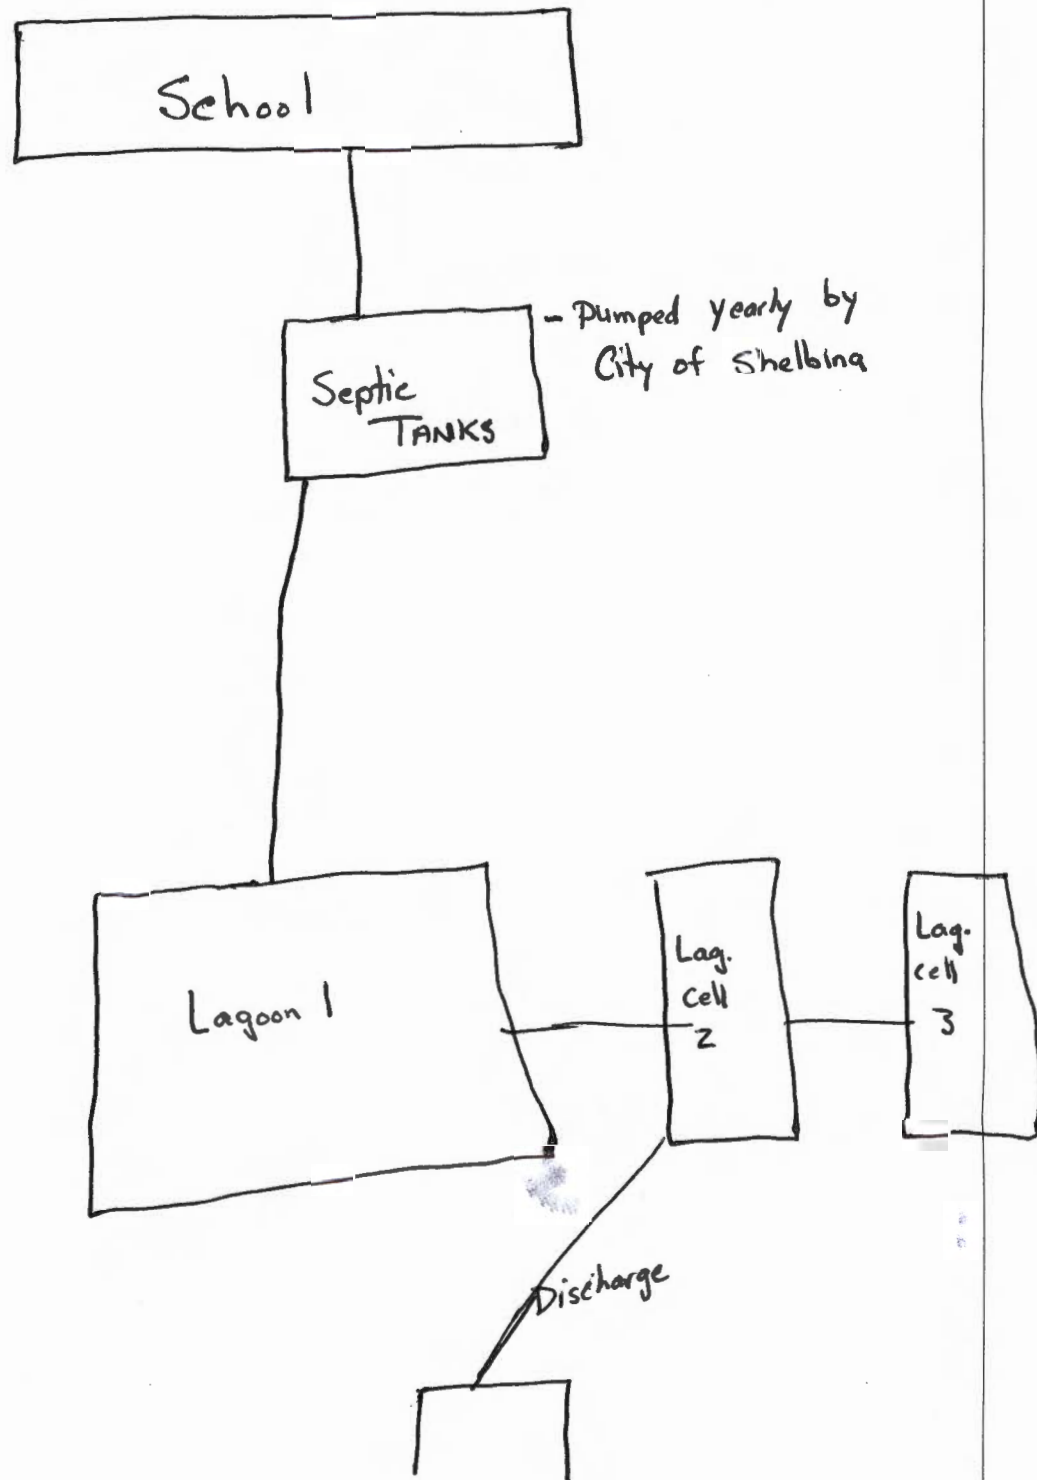 School
- Pumped yearly by
City of Shelbina
Septic
TANKS
Lagoon 1
Lag.
cell
2
Lag.
cell
3
Discharge